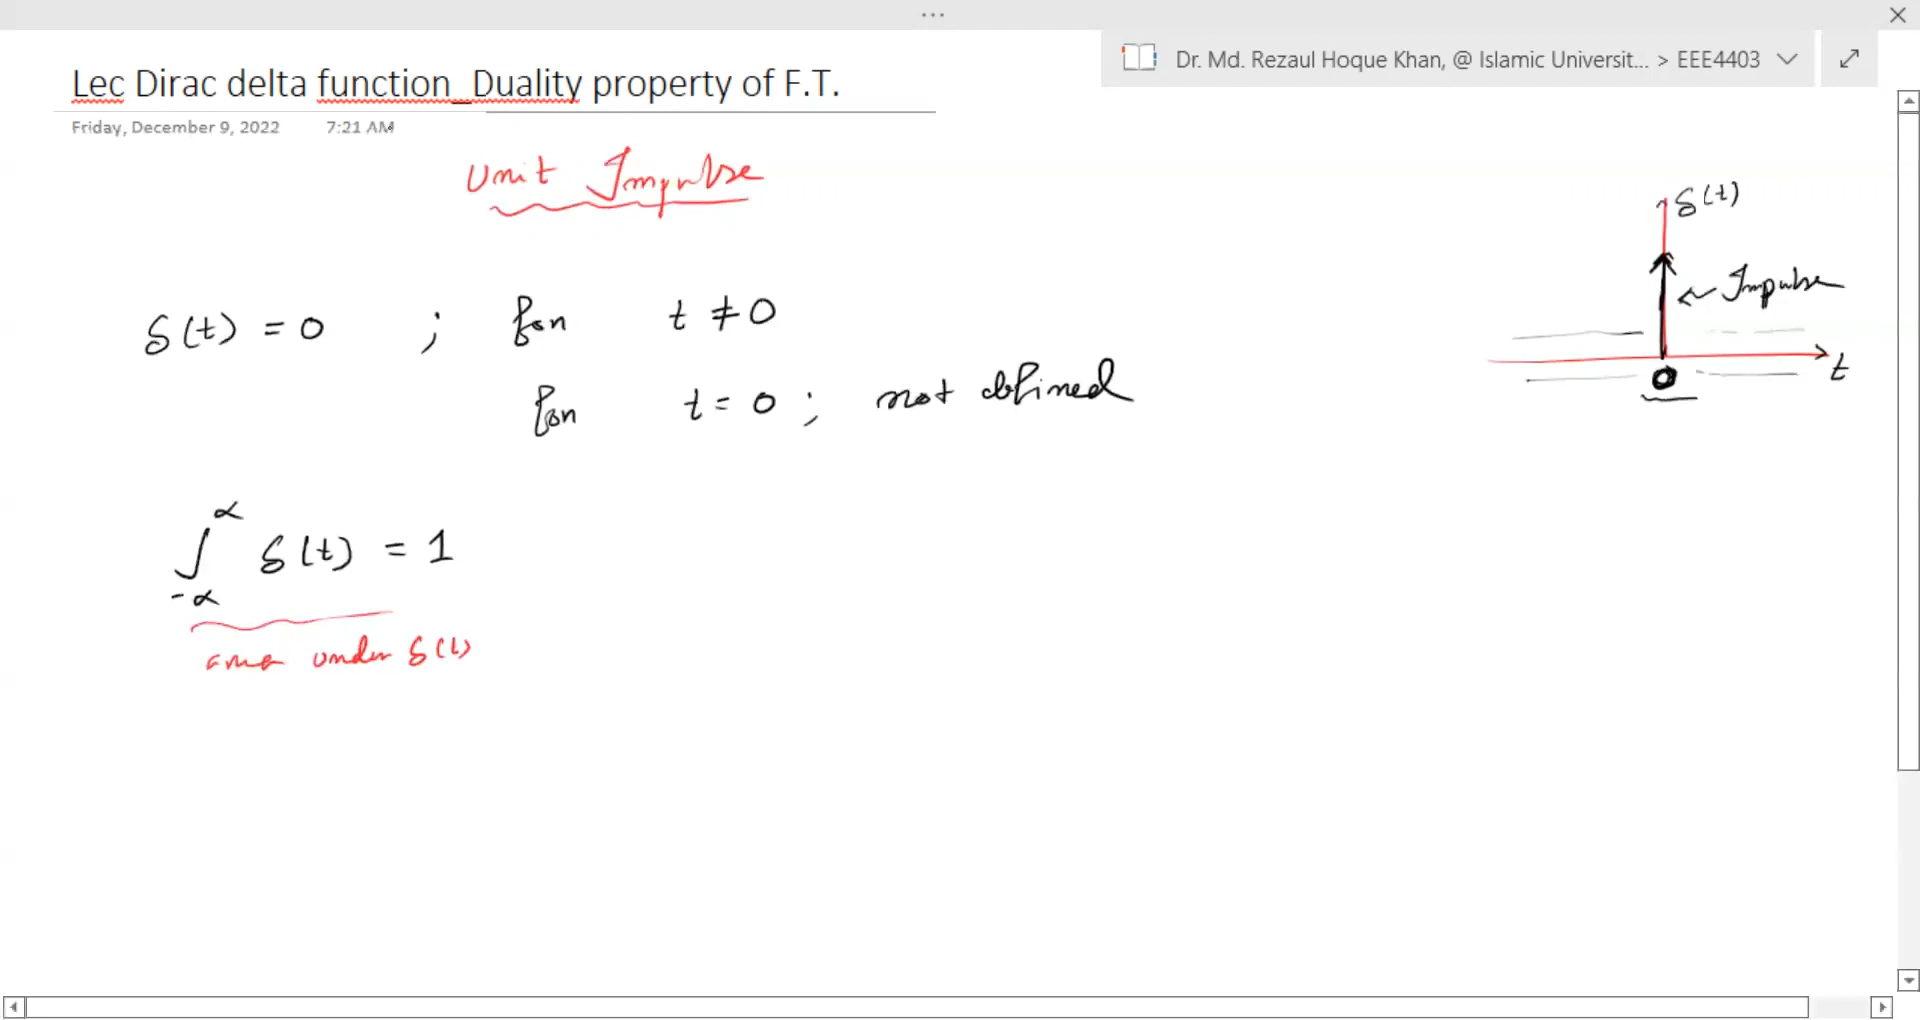 Dr. Md. Rezaul Hoque Khan, @ Islamic Universit... > EEE4403
Lec Dirac delta function_Duality property of F.T.
Friday, December 9, 2022 7:21 AM
Unit Impulse
δ(t) = 0 ; for t ≠ 0
for t = 0 ; not defined
∫_{-α}^{α} δ(t) = 1
area under δ(t)
δ(t)
← Impulse
t
0